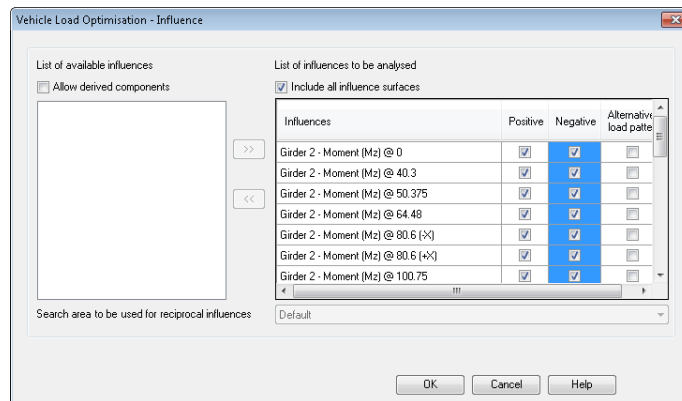 Vehicle Load Optimisation - Influence
List of available influences
Allow derived components
>>
<<
Search area to be used for reciprocal influences
List of influences to be analysed
Include all influence surfaces
Influences Positive Negative Alternative load patte
Girder 2 - Moment (Mz) @ 0
Girder 2 - Moment (Mz) @ 40.3
Girder 2 - Moment (Mz) @ 50.375
Girder 2 - Moment (Mz) @ 64.48
Girder 2 - Moment (Mz) @ 80.6 (-X)
Girder 2 - Moment (Mz) @ 80.6 (+X)
Girder 2 - Moment (Mz) @ 100.75
Default
OK Cancel Help